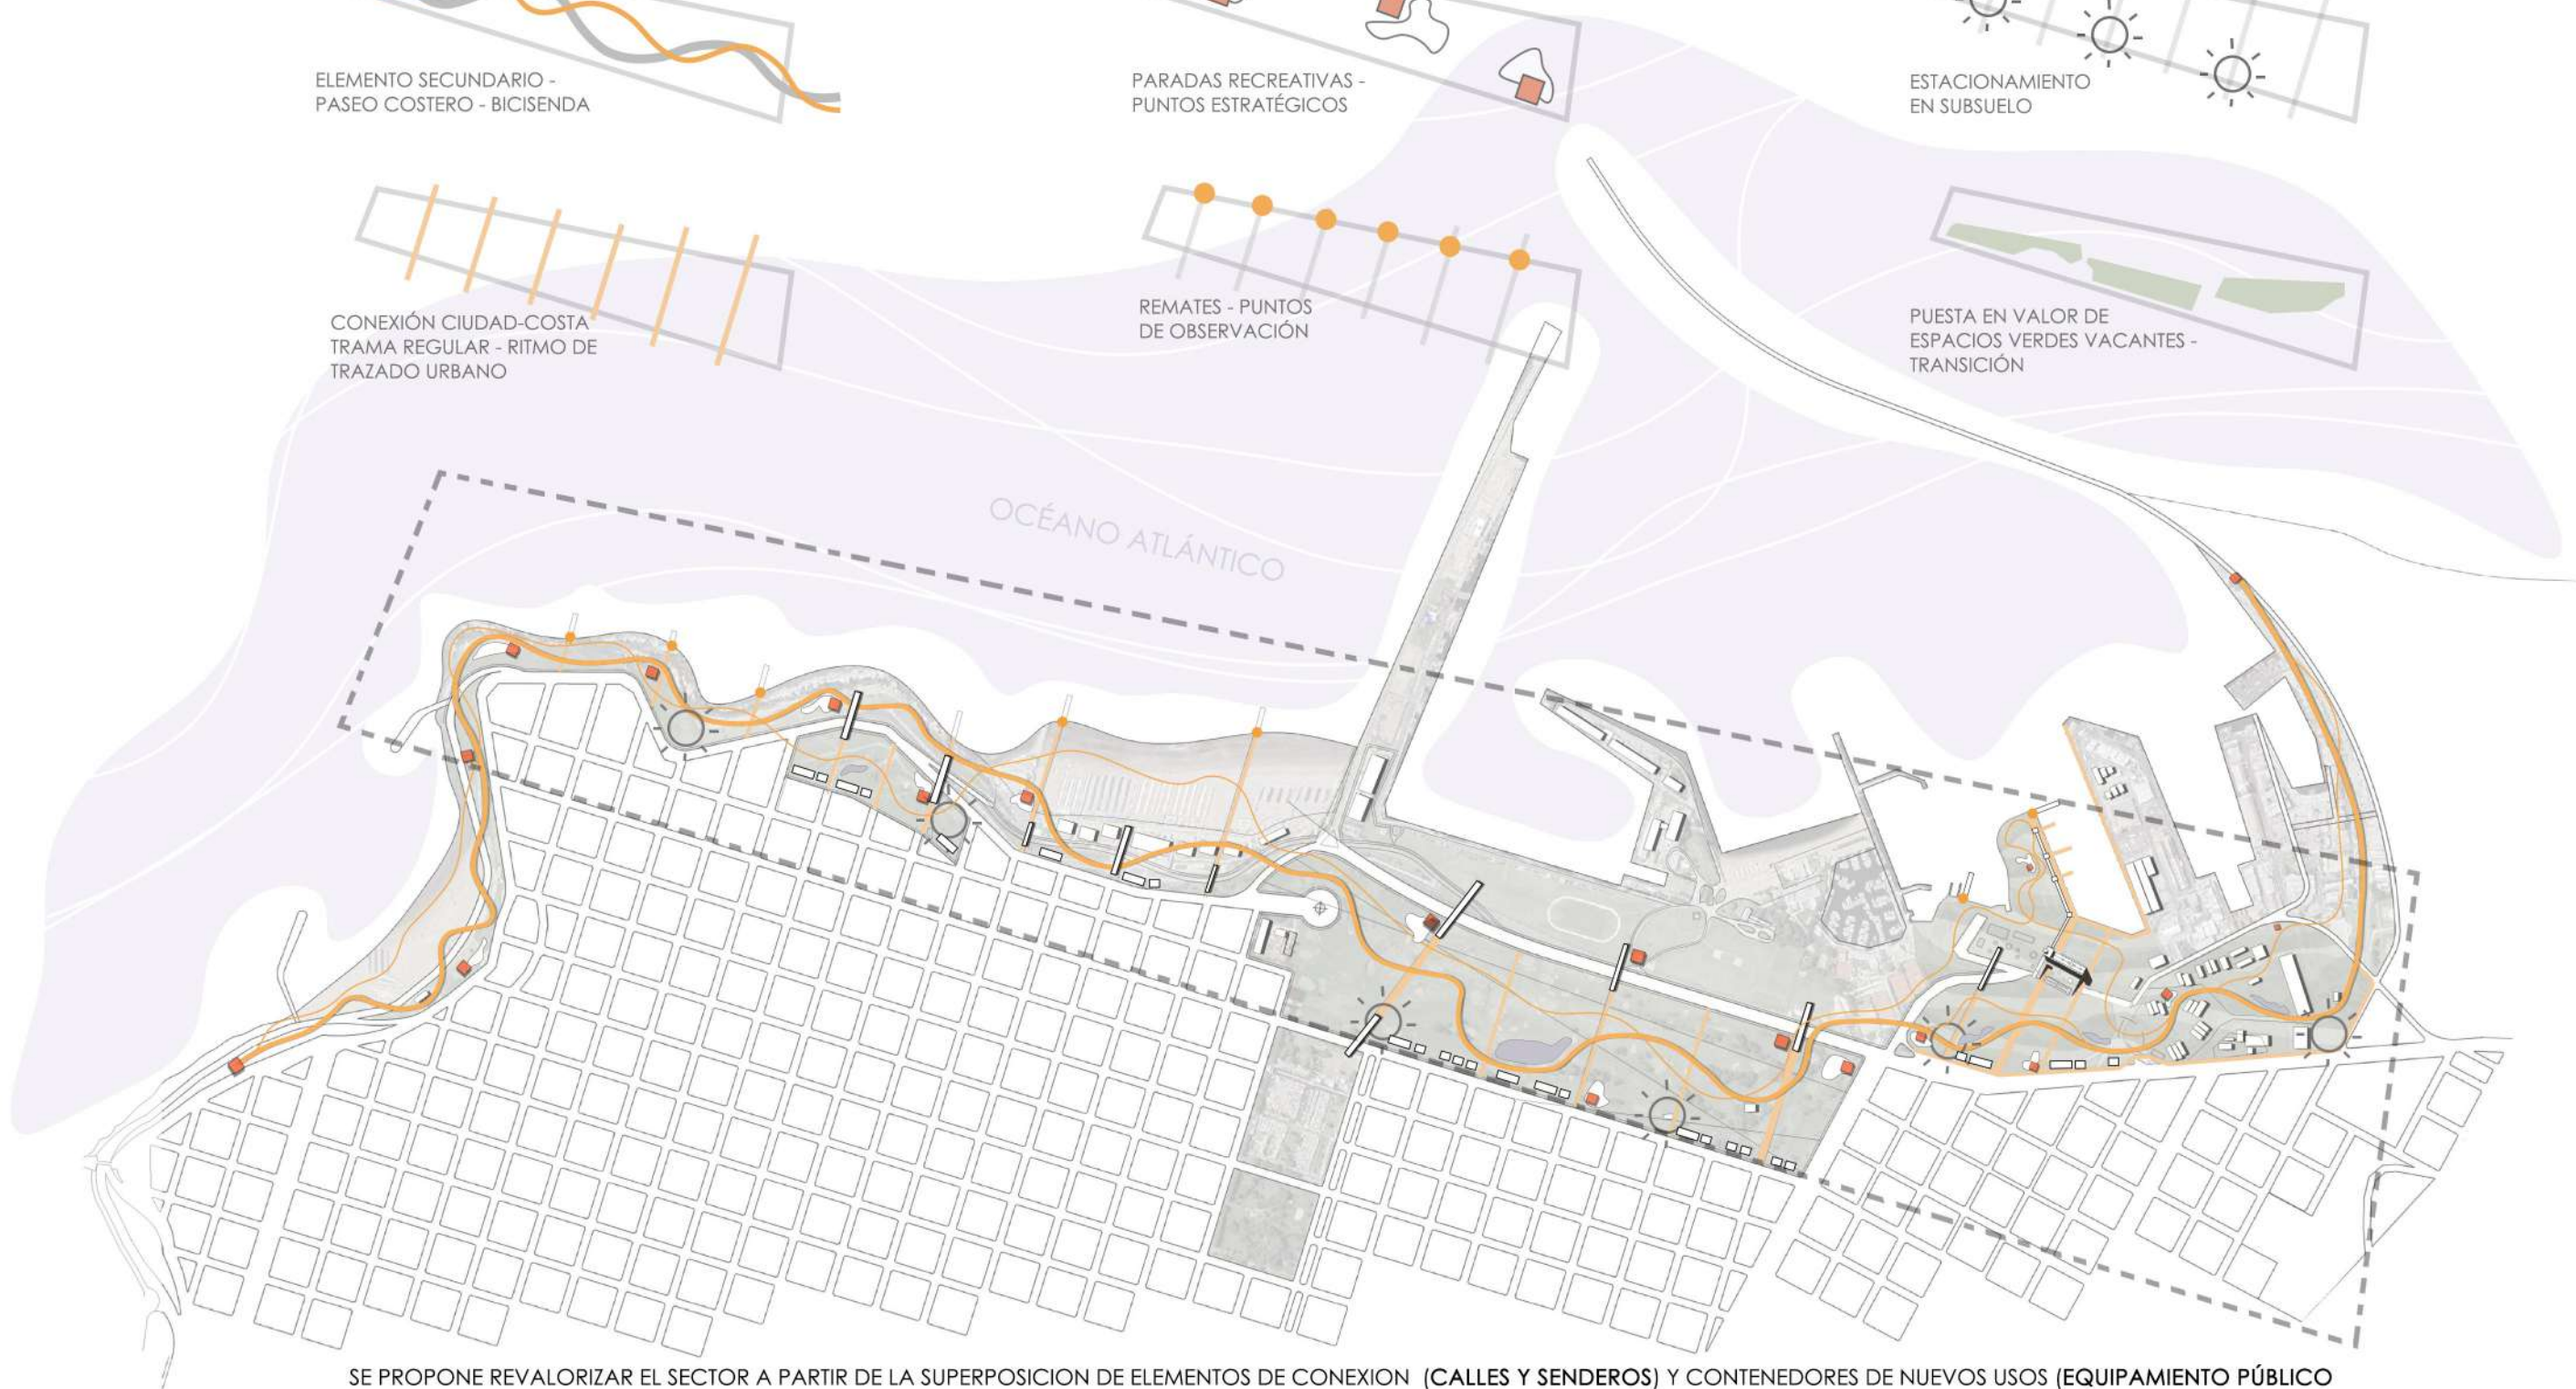 ELEMENTO SECUNDARIO -
PASEO COSTERO - BICISENDA
PARADAS RECREATIVAS -
PUNTOS ESTRATÉGICOS
ESTACIONAMIENTO
EN SUBSUELO
CONEXIÓN CIUDAD-COSTA
TRAMA REGULAR - RITMO DE
TRAZADO URBANO
REMATES - PUNTOS
DE OBSERVACIÓN
PUESTA EN VALOR DE
ESPACIOS VERDES VACANTES -
TRANSICIÓN
OCÉANO ATLÁNTICO
SE PROPONE REVALORIZAR EL SECTOR A PARTIR DE LA SUPERPOSICION DE ELEMENTOS DE CONEXION (CALLES Y SENDEROS) Y CONTENEDORES DE NUEVOS USOS (EQUIPAMIENTO PÚBLICO